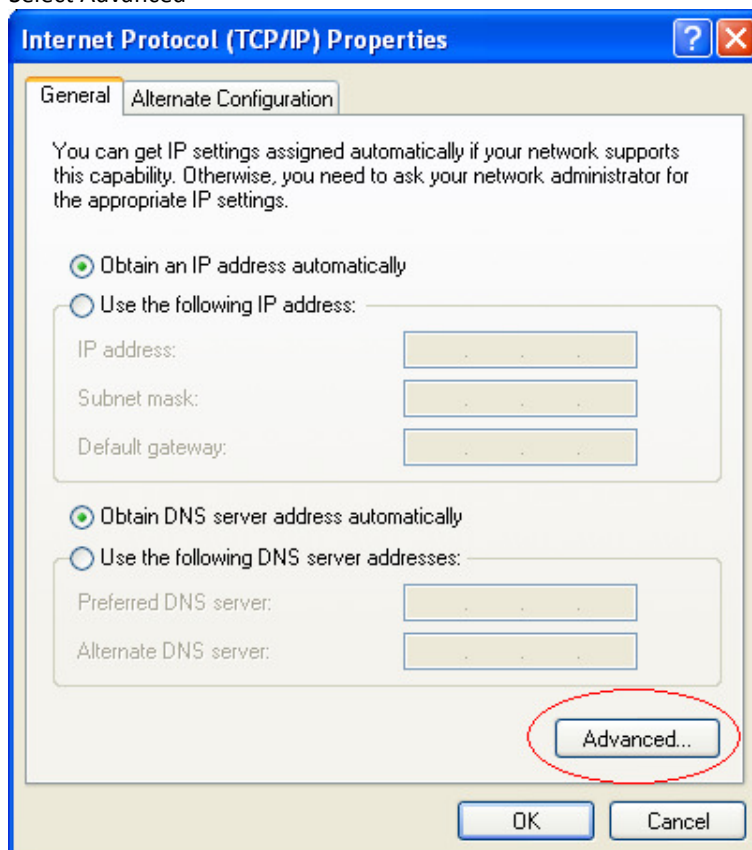 Select Advanced
Internet Protocol (TCP/IP) Properties
General Alternate Configuration
You can get IP settings assigned automatically if your network supports
this capability. Otherwise, you need to ask your network administrator for
the appropriate IP settings.
Obtain an IP address automatically
Use the following IP address:
IP address:
Subnet mask:
Default gateway:
Obtain DNS server address automatically
Use the following DNS server addresses:
Preferred DNS server:
Alternate DNS server:
Advanced...
OK Cancel